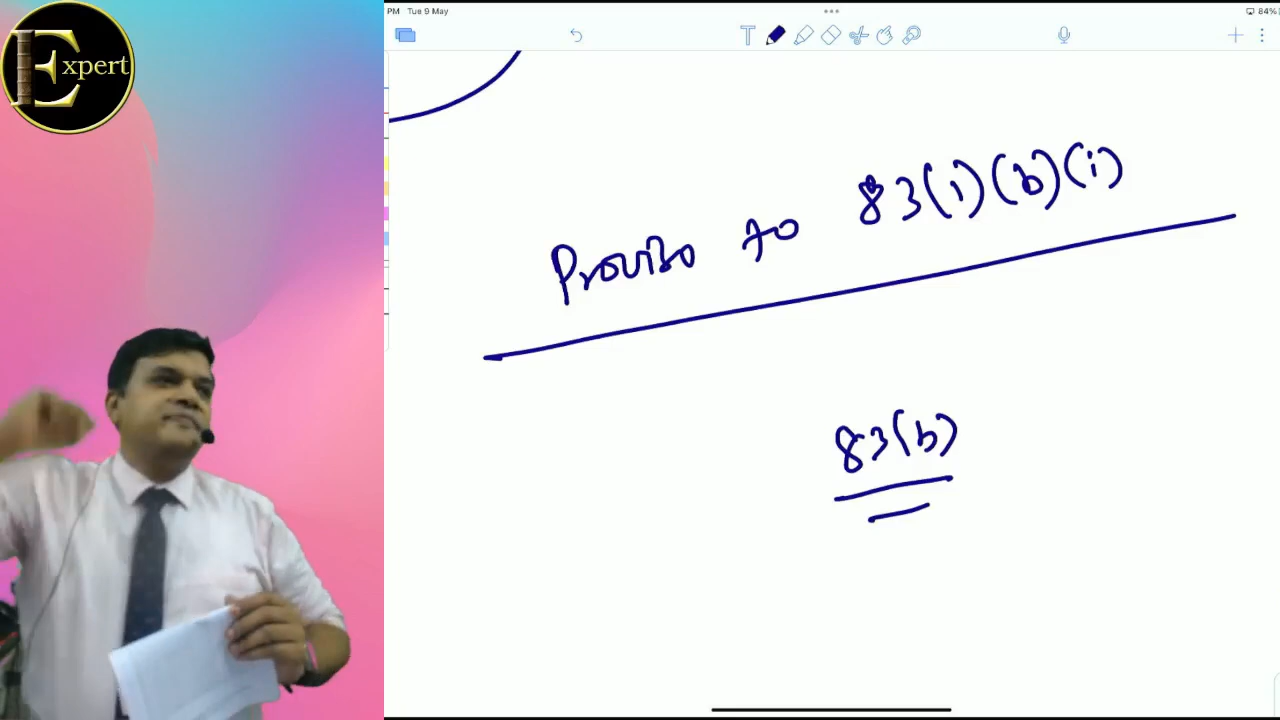 Expert
PM Tue 9 May
84%
T
Proviso to 83(1)(b)(i)
83(b)